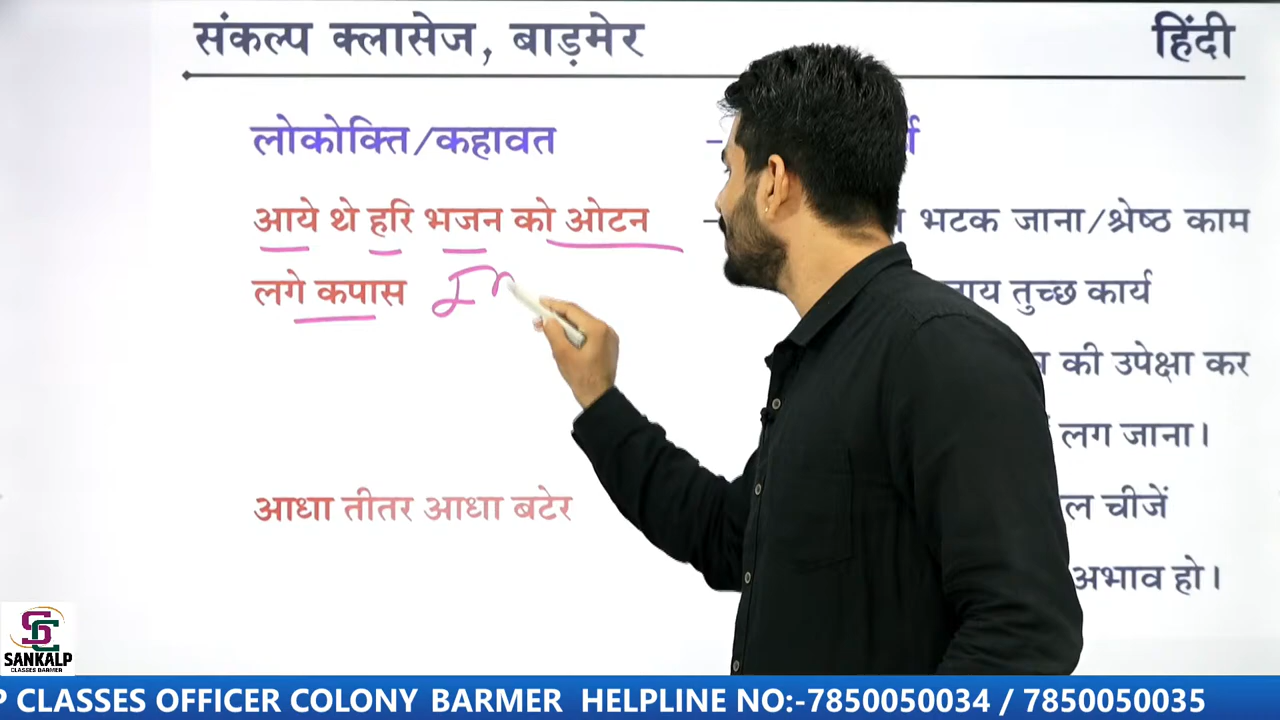 संकल्प क्लासेज, बाड़मेर हिंदी
लोकोक्ति/कहावत -
आये थे हरि भजन को ओटन - भटक जाना/श्रेष्ठ काम
लगे कपास तुच्छ कार्य
की उपेक्षा कर
लग जाना।
आधा तीतर आधा बटेर चीजें
अभाव हो।
SANKALP
CLASSES BARMER
CLASSES OFFICER COLONY BARMER HELPLINE NO:-7850050034 / 7850050035